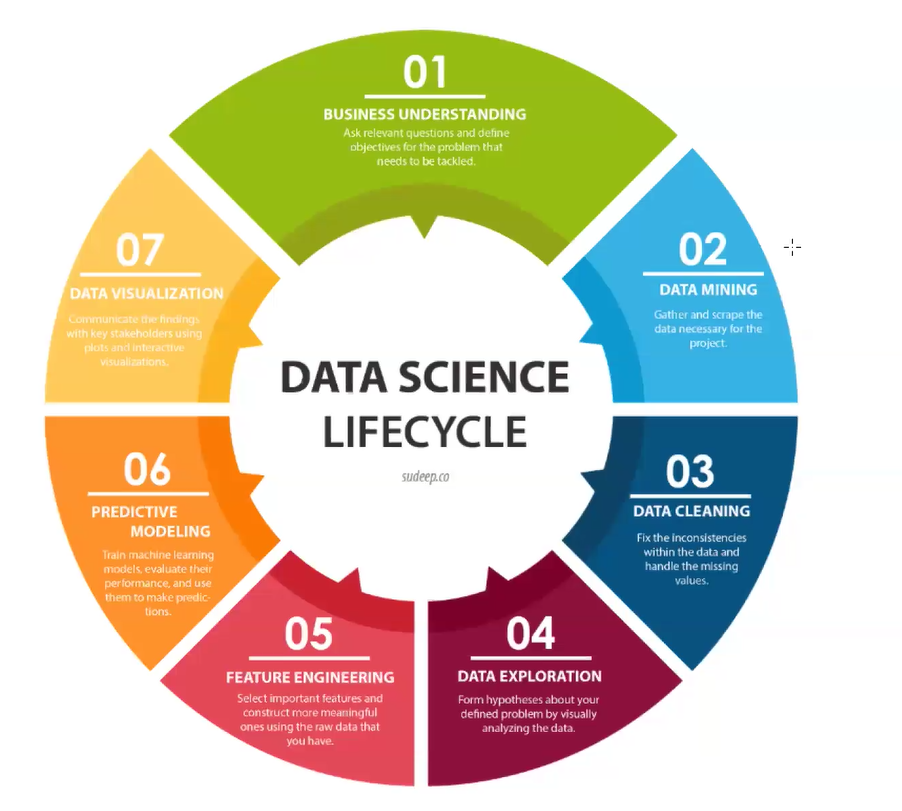 01
BUSINESS UNDERSTANDING
Ask relevant questions and define
objectives for the problem that
needs to be tackled.
02
DATA MINING
Gather and scrape the
data necessary for the
project.
03
DATA CLEANING
Fix the inconsistencies
within the data and
handle the missing
values.
04
DATA EXPLORATION
Form hypotheses about your
defined problem by visually
analyzing the data.
05
FEATURE ENGINEERING
Select important features and
construct more meaningful
ones using the raw data that
you have.
06
PREDICTIVE
MODELING
Train machine learning
models, evaluate their
performance, and use
them to make predic-
tions.
07
DATA VISUALIZATION
Communicate the findings
with key stakeholders using
plots and interactive
visualizations.
DATA SCIENCE
LIFECYCLE
sudeep.co